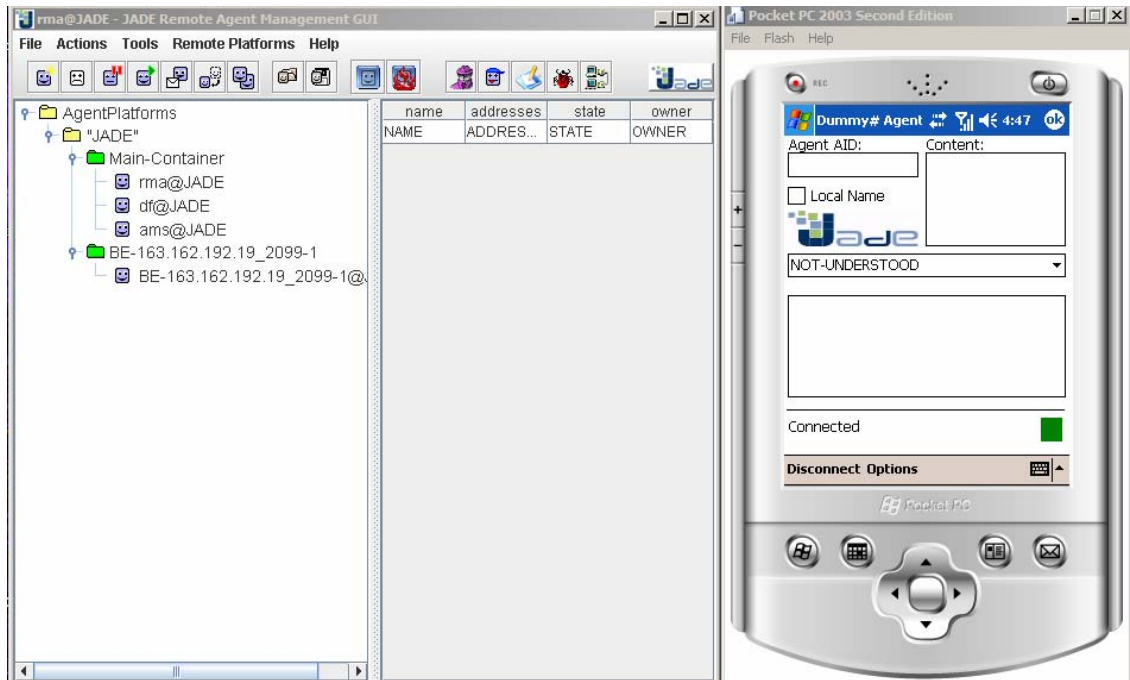 rma@JADE - JADE Remote Agent Management GUI
File Actions Tools Remote Platforms Help
Jade
AgentPlatforms
"JADE"
Main-Container
rma@JADE
df@JADE
ams@JADE
BE-163.162.192.19_2099-1
BE-163.162.192.19_2099-1@J
name addresses state owner
NAME ADDRES... STATE OWNER
Pocket PC 2003 Second Edition
File Flash Help
REC
Dummy# Agent 4:47 ok
Agent AID: Content:
Local Name
Jade
NOT-UNDERSTOOD
Connected
Disconnect Options
Pocket PC
+
-